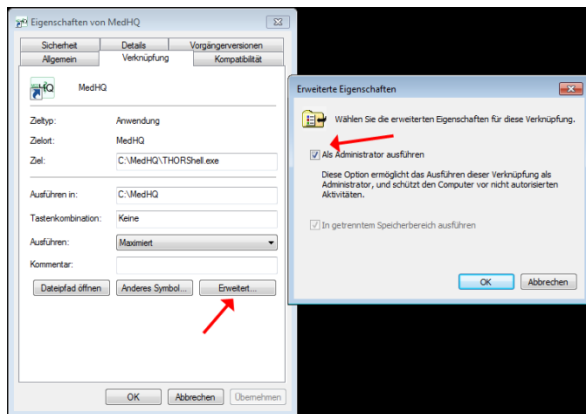 Eigenschaften von MedHQ
Sicherheit Details Vorgängerversionen
Allgemein Verknüpfung Kompatibilität
MedHQ
Zieltyp: Anwendung
Zielort: MedHQ
Ziel: C:\MedHQ\THORShell.exe
Ausführen in: C:\MedHQ
Tastenkombination: Keine
Ausführen: Maximiert
Kommentar:
Dateipfad öffnen Anderes Symbol... Erweitert...
OK Abbrechen Übernehmen
Erweiterte Eigenschaften
Wählen Sie die erweiterten Eigenschaften für diese Verknüpfung.
Als Administrator ausführen
Diese Option ermöglicht das Ausführen dieser Verknüpfung als
Administrator, und schützt den Computer vor nicht autorisierten
Aktivitäten.
In getrenntem Speicherbereich ausführen
OK Abbrechen